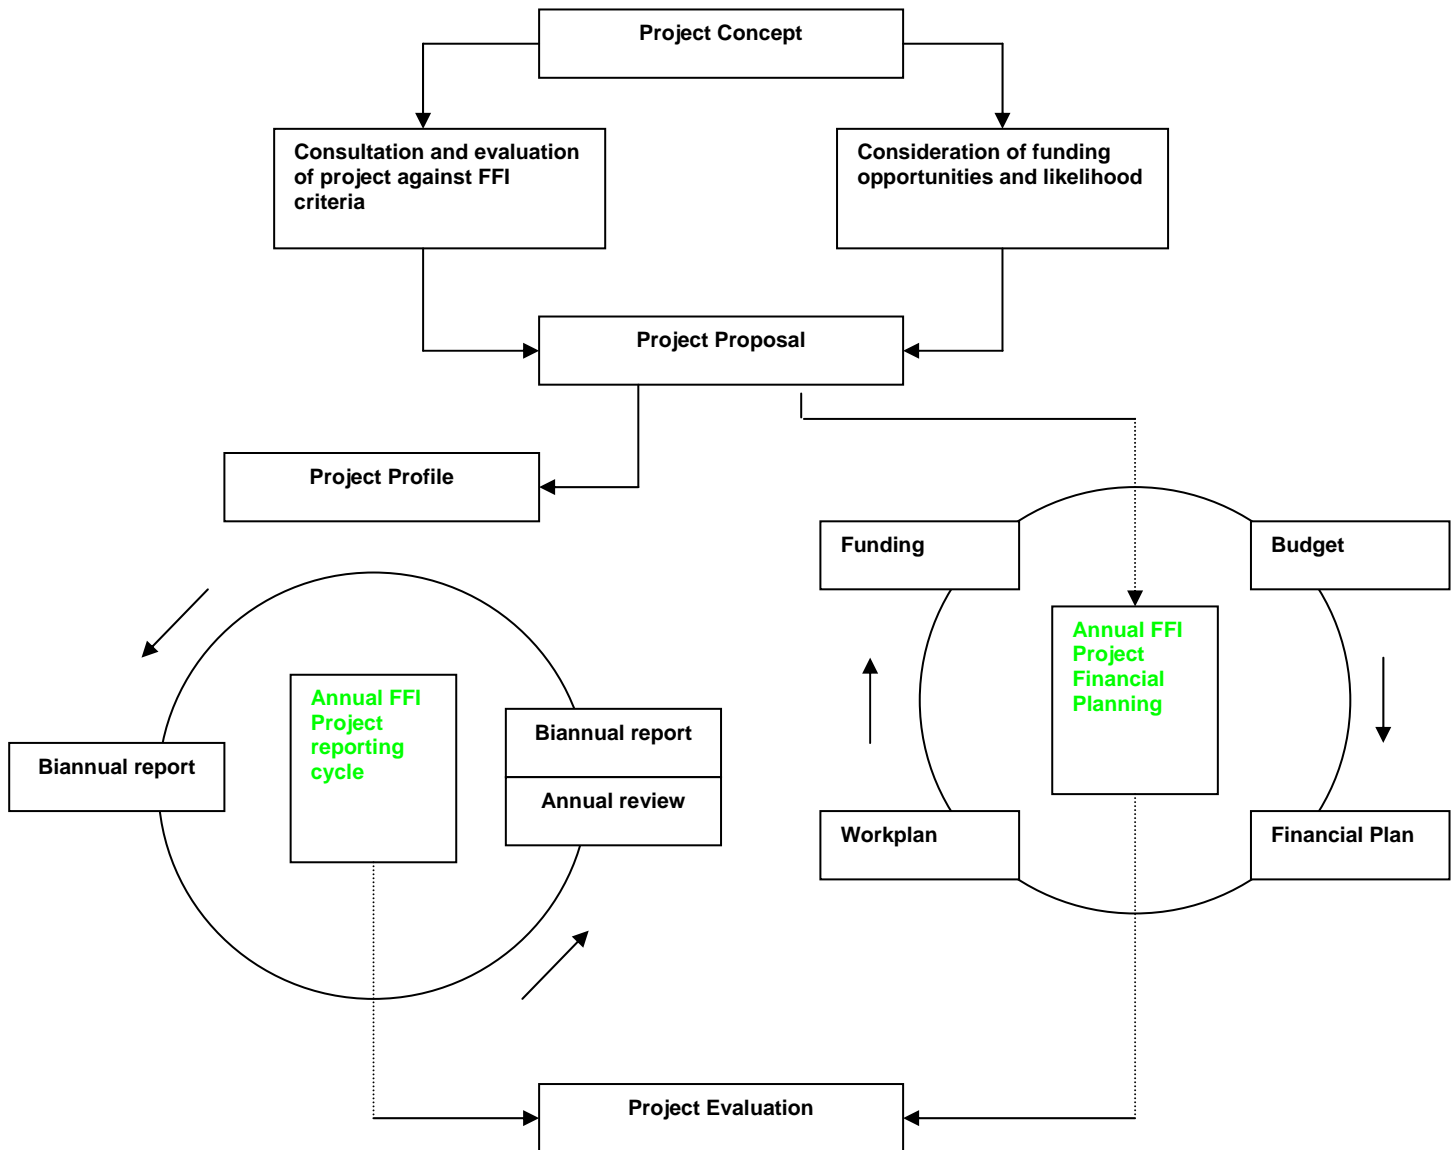 Project Concept
Consultation and evaluation
of project against FFI
criteria
Consideration of funding
opportunities and likelihood
Project Proposal
Project Profile
Funding
Budget
Annual FFI
Project
Financial
Planning
Workplan
Financial Plan
Annual FFI
Project
reporting
cycle
Biannual report
Biannual report
Annual review
Project Evaluation